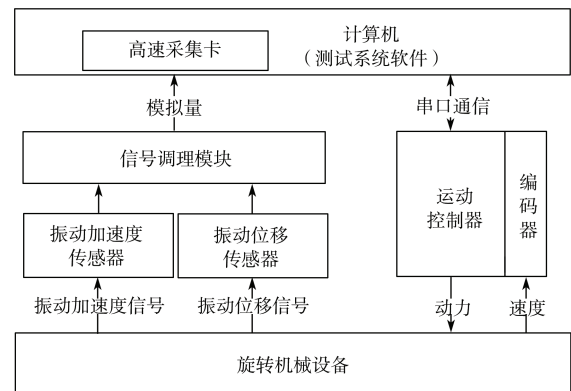 计算机
(测试系统软件)
高速采集卡
模拟量
串口通信
信号调理模块
运动
控制器
编
码
器
振动加速度
传感器
振动位移
传感器
振动加速度信号
振动位移信号
动力
速度
旋转机械设备